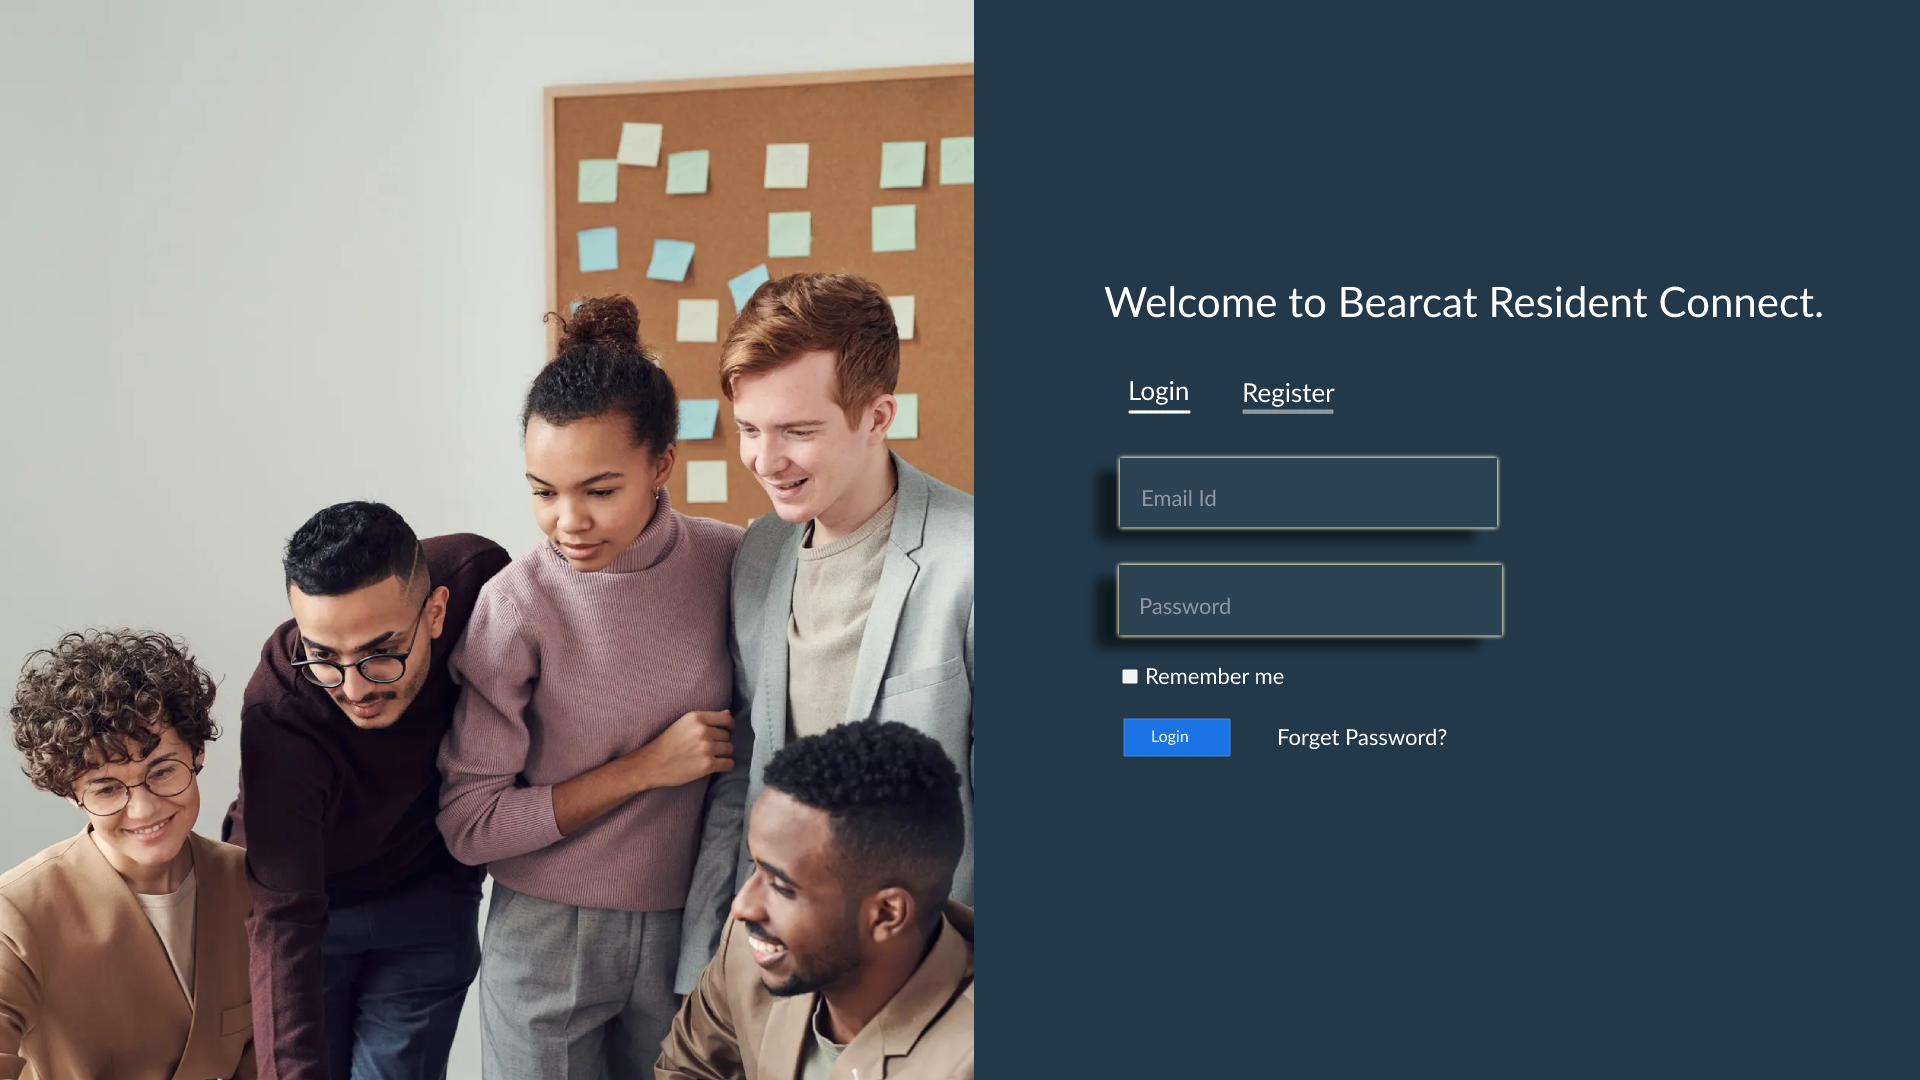 Welcome to Bearcat Resident Connect.
Login Register
Email Id
Password
Remember me
Login Forget Password?